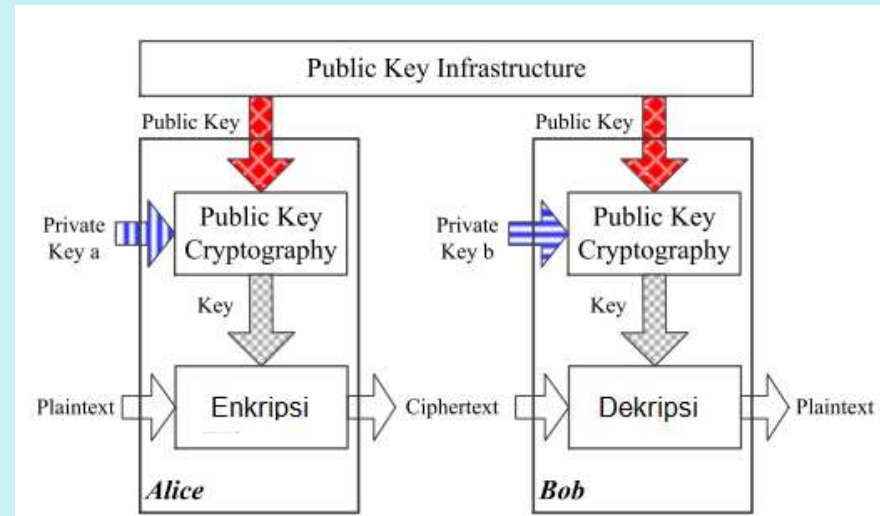 Public Key Infrastructure
Public Key
Public Key
Private
Key a
Public Key
Cryptography
Private
Key b
Public Key
Cryptography
Key
Key
Plaintext
Enkripsi
Ciphertext
Dekripsi
Plaintext
Alice
Bob